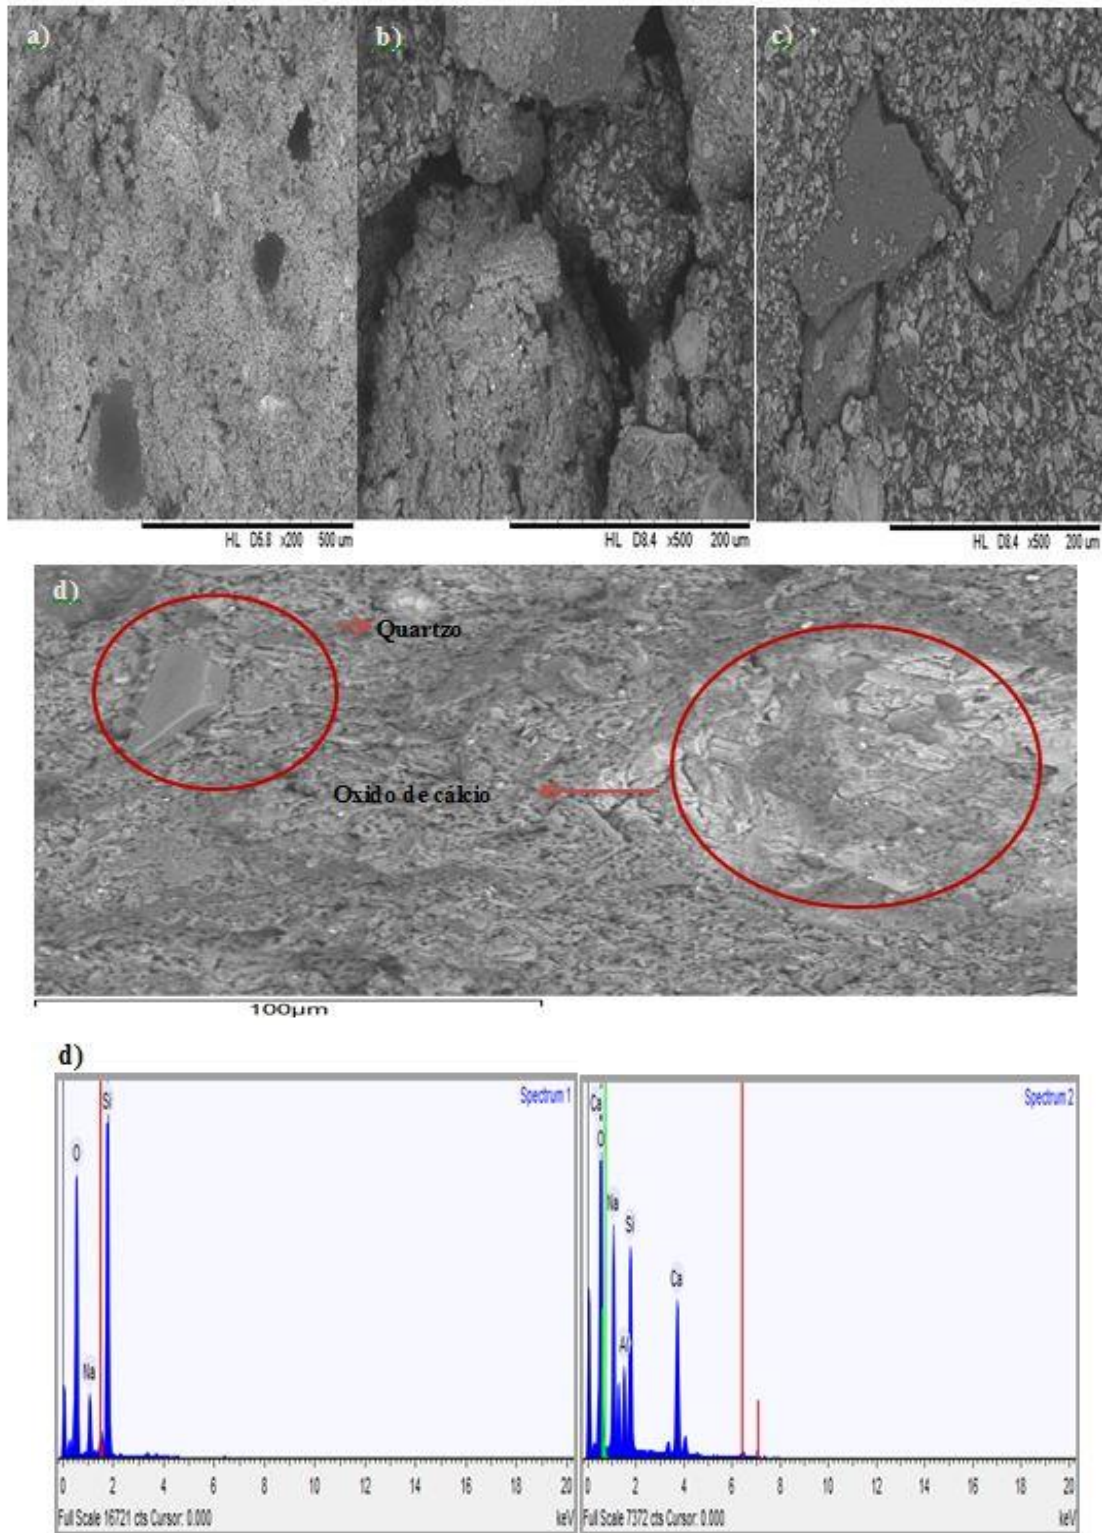 a)
b)
c)
HL D5.8 x200 500 um
HL D8.4 x500 200 um
HL D8.4 x500 200 um
d)
Quartzo
Oxido de cálcio
100µm
d)
Spectrum 1
Si
O
Na
0 2 4 6 8 10 12 14 16 18 20
Full Scale 16721 cts Cursor: 0.000 keV
Spectrum 2
Ca
O
Na
Si
Al
Ca
0 2 4 6 8 10 12 14 16 18 20
Full Scale 7372 cts Cursor: 0.000 keV